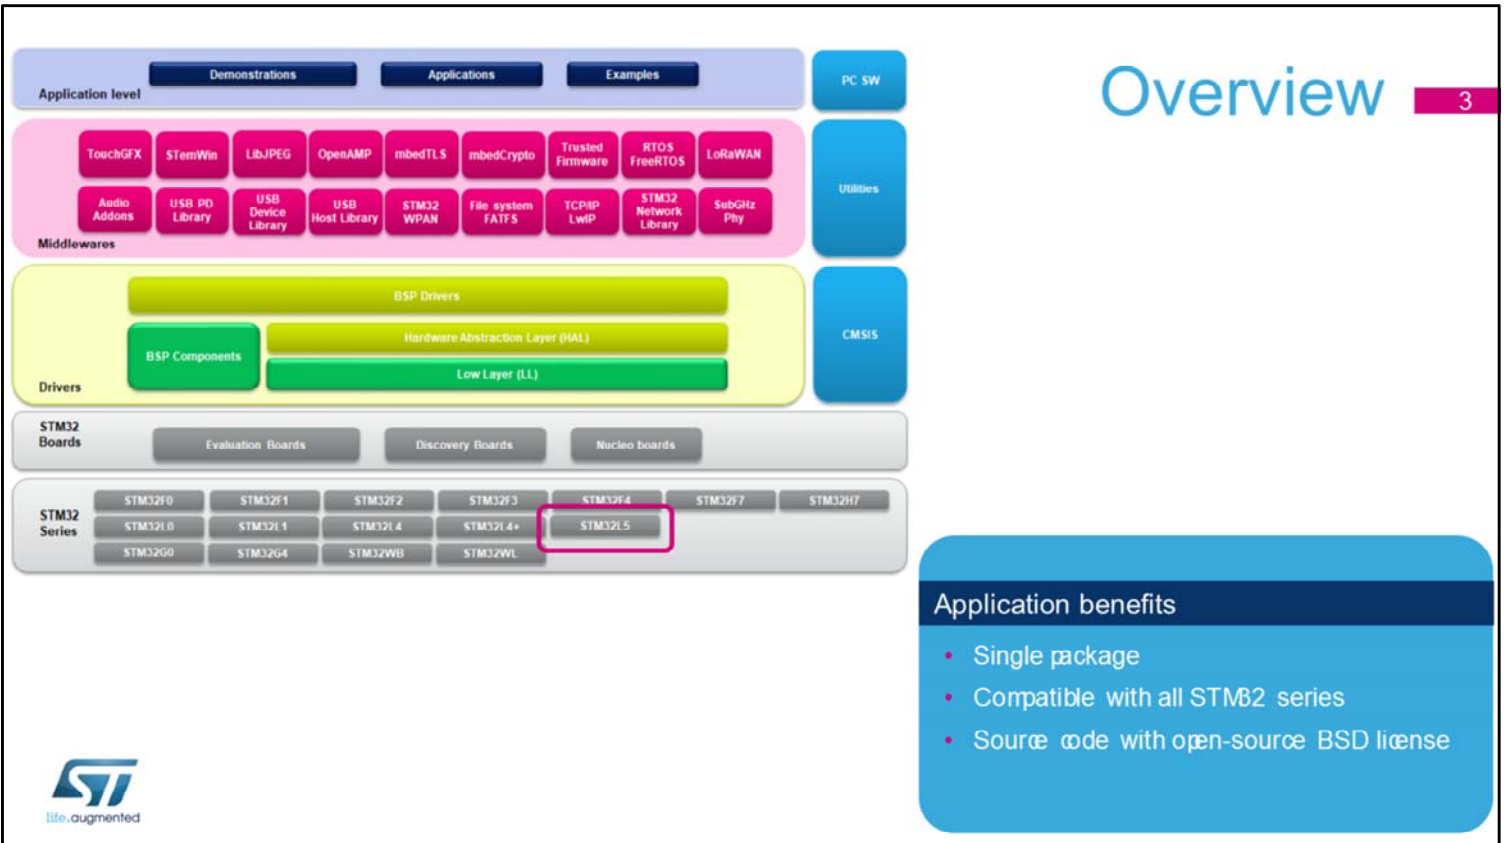 Overview
3
Demonstrations
Applications
Examples
Application level
PC SW
TouchGFX
STemWin
LibJPEG
OpenAMP
mbedTLS
mbedCrypto
Trusted
Firmware
RTOS
FreeRTOS
LoRaWAN
Audio
Addons
USB PD
Library
USB
Device
Library
USB
Host Library
STM32
WPAN
File system
FATFS
TCP/IP
LwIP
STM32
Network
Library
SubGHz
Phy
Middlewares
Utilities
BSP Drivers
BSP Components
Hardware Abstraction Layer (HAL)
Low Layer (LL)
Drivers
CMSIS
STM32
Boards
Evaluation Boards
Discovery Boards
Nucleo boards
STM32
Series
STM32F0
STM32F1
STM32F2
STM32F3
STM32F4
STM32F7
STM32H7
STM32L0
STM32L1
STM32L4
STM32L4+
STM32L5
STM32G0
STM32G4
STM32WB
STM32WL
Application benefits
• Single package
• Compatible with all STM32 series
• Source code with open-source BSD license
ST
life.augmented